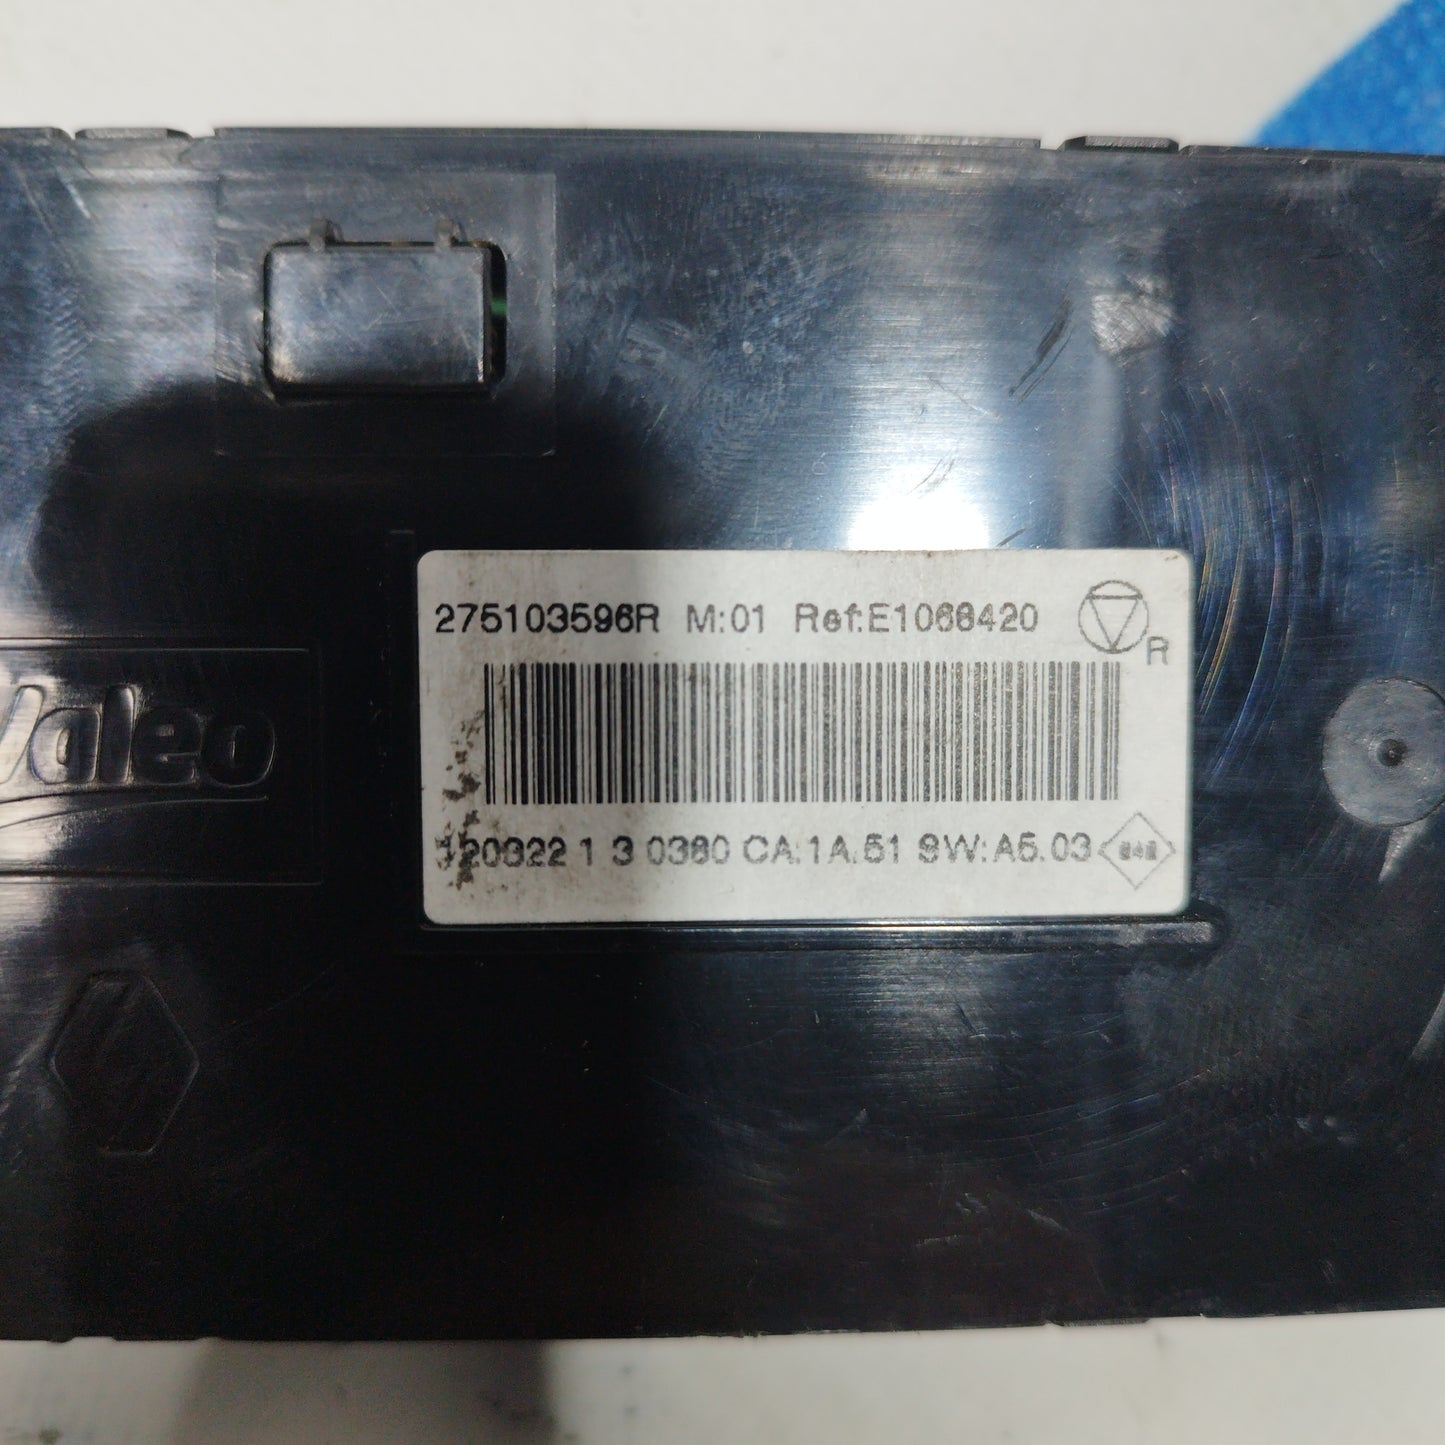 275103596R M:01 Ref:E1068420
R
Valeo
120322 1 3 0380 CA:1A.51 SW:A5.03